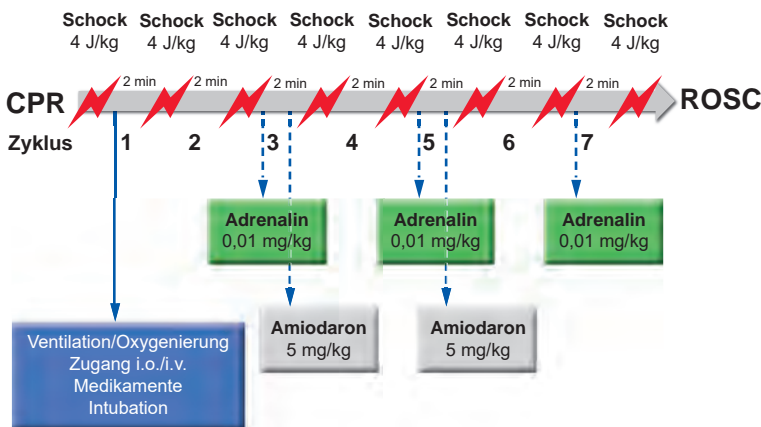 Schock Schock Schock Schock Schock Schock Schock Schock
4 J/kg 4 J/kg 4 J/kg 4 J/kg 4 J/kg 4 J/kg 4 J/kg 4 J/kg
2 min 2 min 2 min 2 min 2 min 2 min 2 min
CPR ROSC
Zyklus 1 2 3 4 5 6 7
Adrenalin Adrenalin Adrenalin
0,01 mg/kg 0,01 mg/kg 0,01 mg/kg
Amiodaron Amiodaron
5 mg/kg 5 mg/kg
Ventilation/Oxygenierung
Zugang i.o./i.v.
Medikamente
Intubation